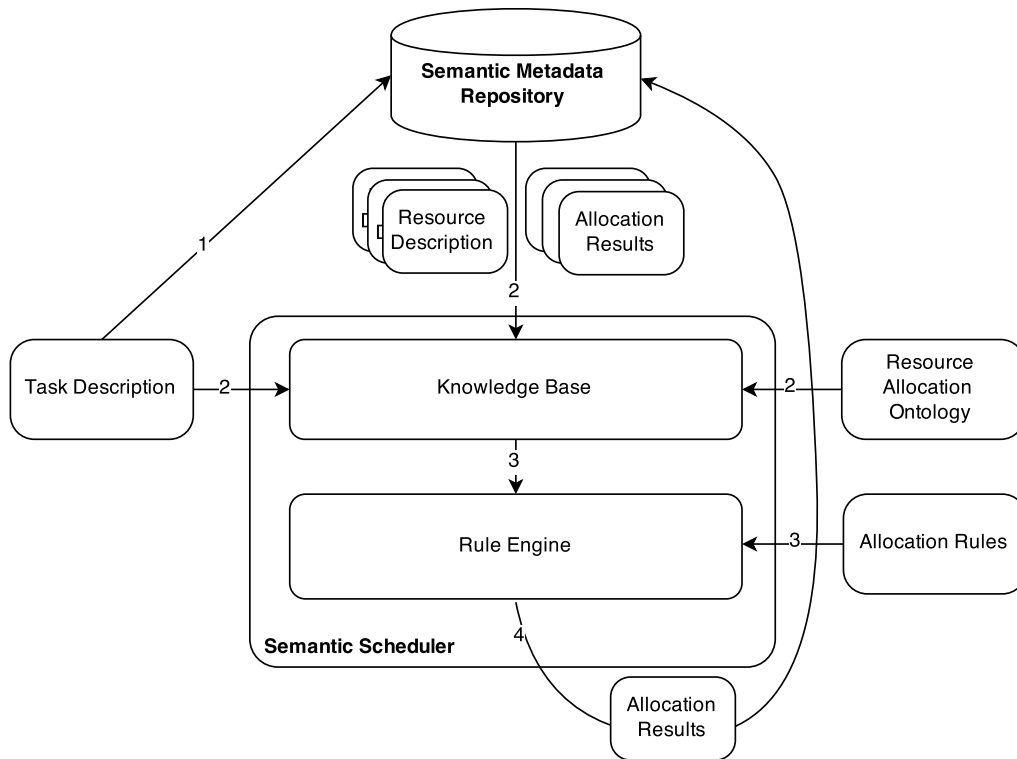 Semantic Metadata
Repository
1
Resource
Description
Allocation
Results
2
Task Description
2
Knowledge Base
2
Resource
Allocation
Ontology
3
Rule Engine
3
Allocation Rules
4
Semantic Scheduler
Allocation
Results